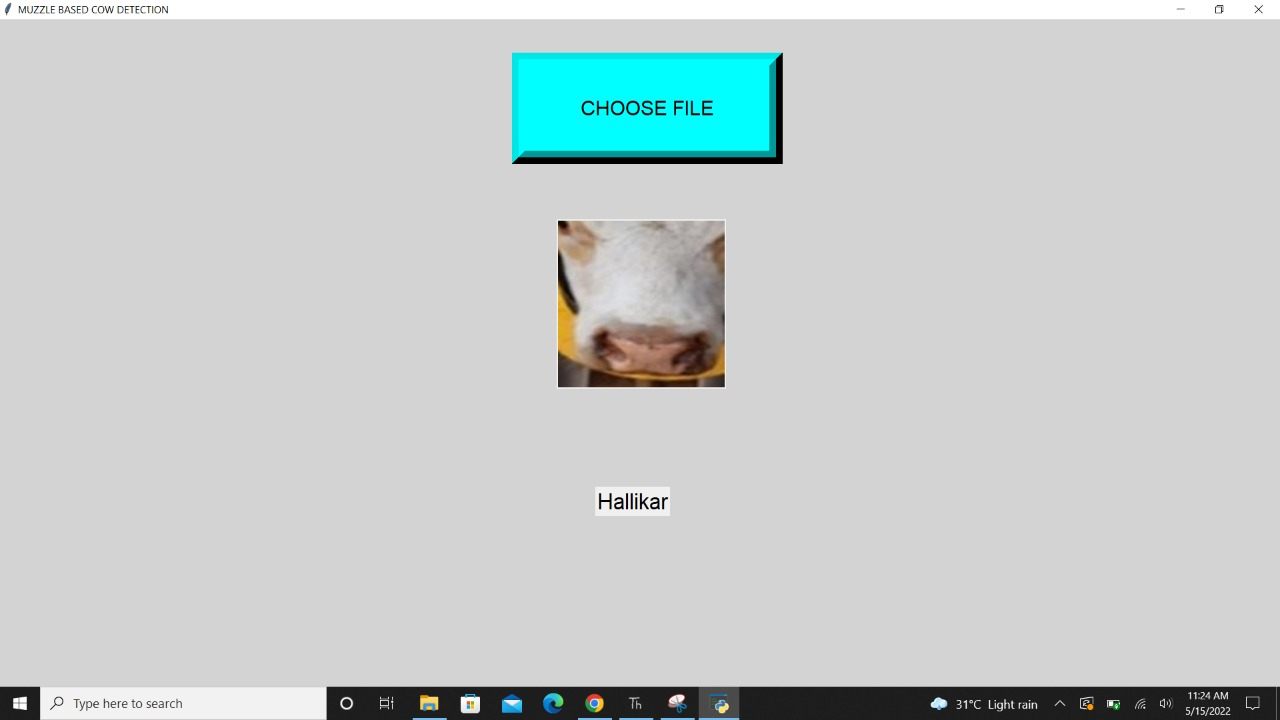 MUZZLE BASED COW DETECTION
CHOOSE FILE
Hallikar
Type here to search
Th
31°C Light rain
11:24 AM
5/15/2022